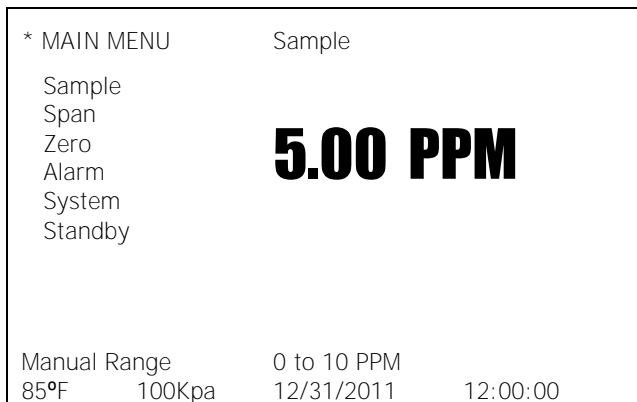 * MAIN MENU Sample
Sample
Span
Zero
Alarm
System
Standby
5.00 PPM
Manual Range 0 to 10 PPM
85ºF 100Kpa 12/31/2011 12:00:00